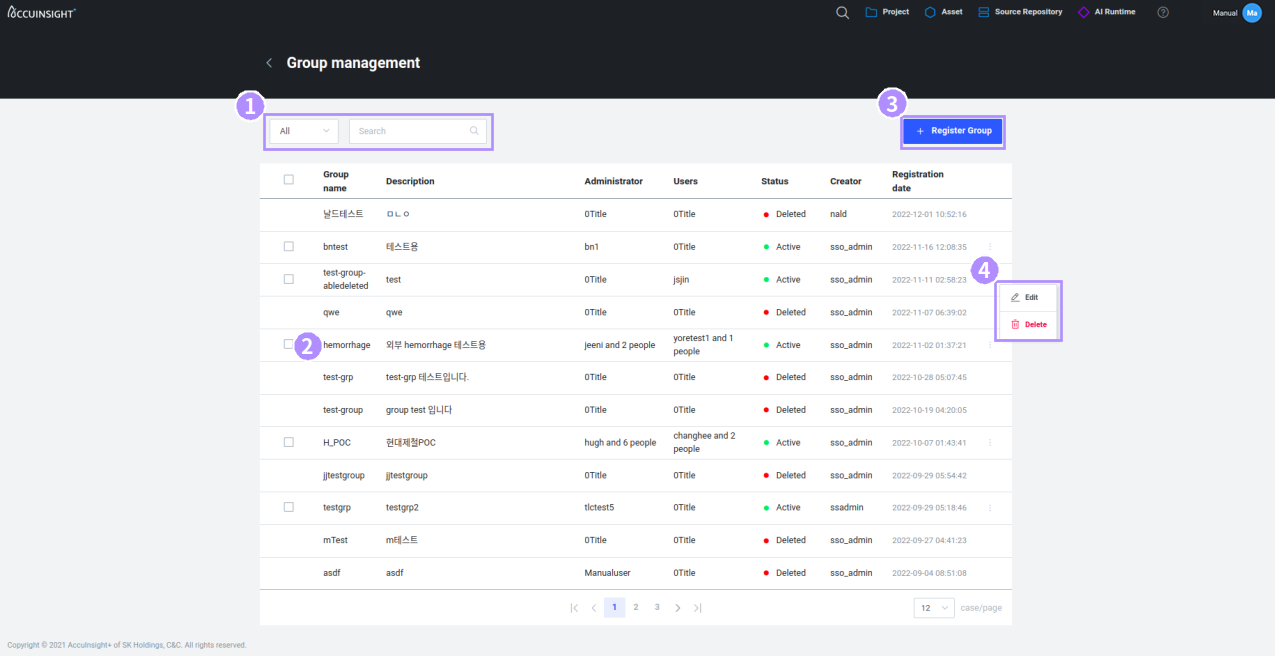 ACCUINSIGHT+
Project
Asset
Source Repository
AI Runtime
?
Manual
Ma
Group management
1
3
All
Search
+ Register Group
Group name
Description
Administrator
Users
Status
Creator
Registration date
날드테스트 ㅁㄴㅇ 0Title 0Title Deleted nald 2022-12-01 10:52:16
bntest 테스트용 bn1 0Title Active sso_admin 2022-11-16 12:08:35
4
test-group-abledeleted test 0Title jsjin Active sso_admin 2022-11-11 02:58:23
Edit
qwe qwe 0Title 0Title Deleted sso_admin 2022-11-07 06:39:02
Delete
2
hemorrhage 외부 hemorrhage 테스트용 jeeni and 2 people yoretest1 and 1 people Active sso_admin 2022-11-02 01:37:21
test-grp test-grp 테스트입니다. 0Title 0Title Deleted sso_admin 2022-10-28 05:07:45
test-group group test 입니다 0Title 0Title Deleted sso_admin 2022-10-19 04:20:05
H_POC 현대제철POC hugh and 6 people changhee and 2 people Active sso_admin 2022-10-07 01:43:41
jjtestgroup jjtestgroup 0Title 0Title Deleted sso_admin 2022-09-29 05:54:42
testgrp testgrp2 tlctest5 0Title Active ssadmin 2022-09-29 05:18:46
mTest m테스트 0Title 0Title Deleted sso_admin 2022-09-27 04:41:23
asdf asdf Manualuser 0Title Deleted sso_admin 2022-09-04 08:51:08
1 2 3
12 case/page
Copyright © 2021 AccuInsight+ of SK Holdings, C&C. All rights reserved.